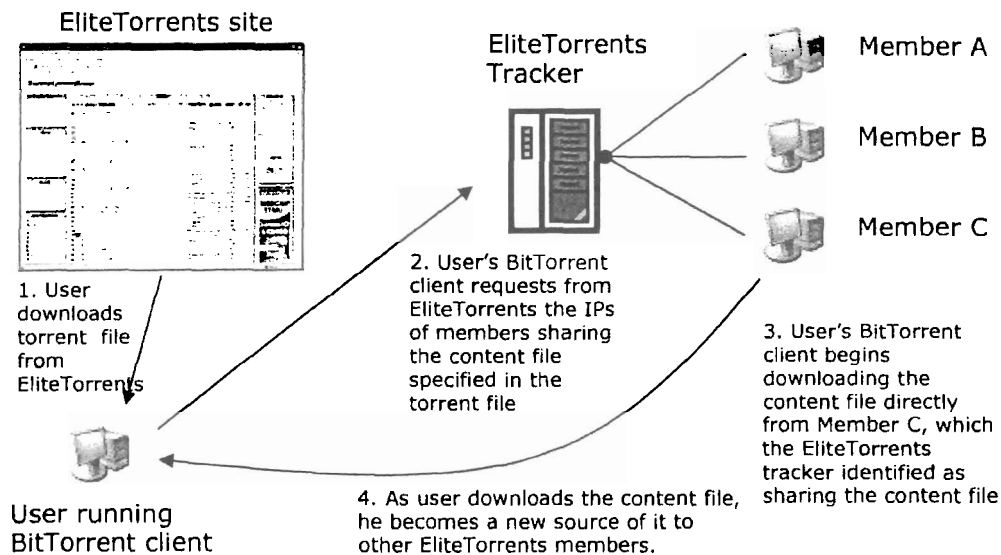 EliteTorrents site
EliteTorrents
Tracker
Member A
Member B
Member C
1. User
downloads
torrent file
from
EliteTorrents
2. User's BitTorrent
client requests from
EliteTorrents the IPs
of members sharing
the content file
specified in the
torrent file
3. User's BitTorrent
client begins
downloading the
content file directly
from Member C, which
the EliteTorrents
tracker identified as
sharing the content file
4. As user downloads the content file,
he becomes a new source of it to
other EliteTorrents members.
User running
BitTorrent client